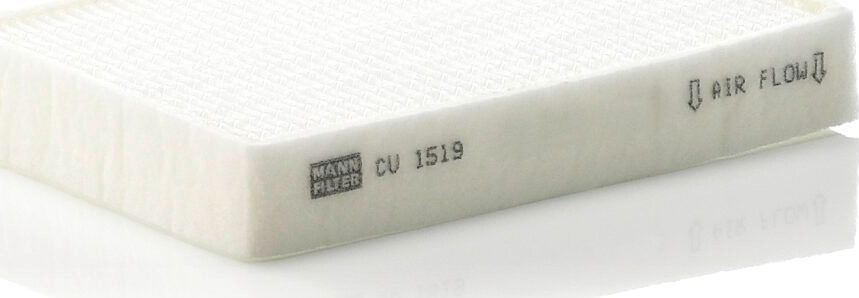 MANN
FILTER
CU 1519
AIR FLOW